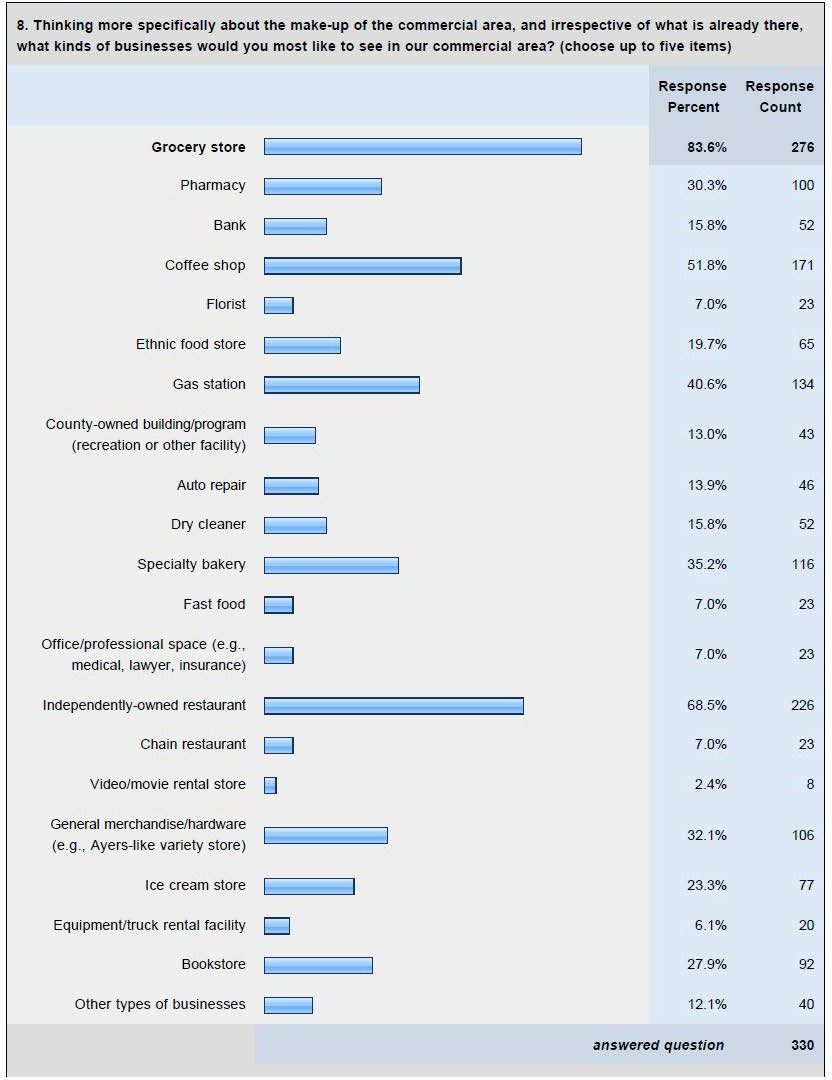 8. Thinking more specifically about the make-up of the commercial area, and irrespective of what is already there,
what kinds of businesses would you most like to see in our commercial area? (choose up to five items)
Response Response
Percent Count
Grocery store 83.6% 276
Pharmacy 30.3% 100
Bank 15.8% 52
Coffee shop 51.8% 171
Florist 7.0% 23
Ethnic food store 19.7% 65
Gas station 40.6% 134
County-owned building/program
(recreation or other facility) 13.0% 43
Auto repair 13.9% 46
Dry cleaner 15.8% 52
Specialty bakery 35.2% 116
Fast food 7.0% 23
Office/professional space (e.g.,
medical, lawyer, insurance) 7.0% 23
Independently-owned restaurant 68.5% 226
Chain restaurant 7.0% 23
Video/movie rental store 2.4% 8
General merchandise/hardware
(e.g., Ayers-like variety store) 32.1% 106
Ice cream store 23.3% 77
Equipment/truck rental facility 6.1% 20
Bookstore 27.9% 92
Other types of businesses 12.1% 40
answered question 330